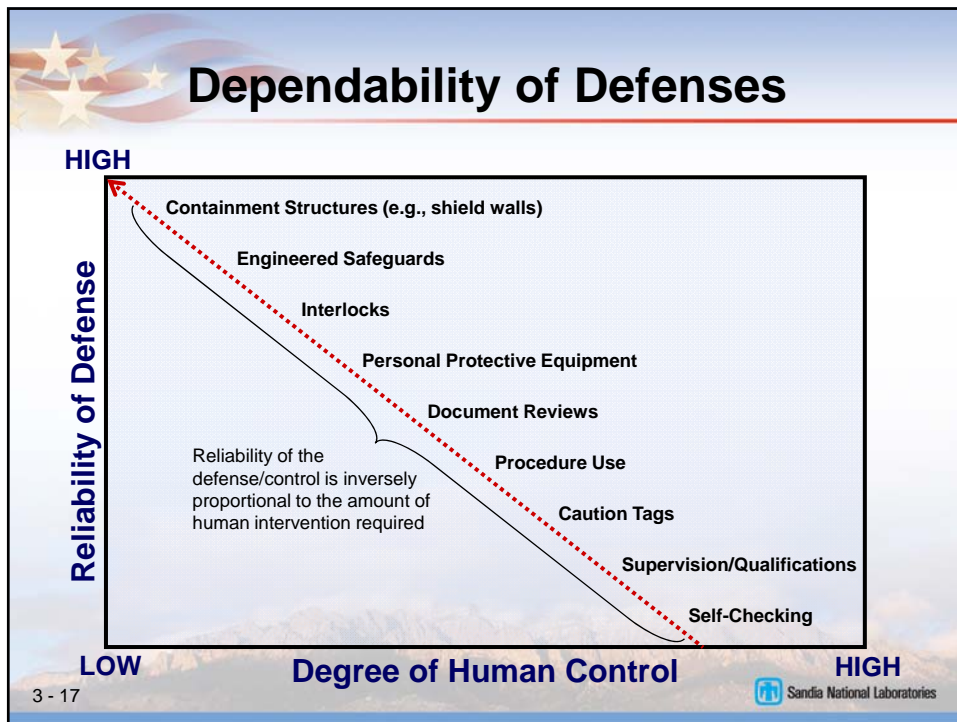 Dependability of Defenses
HIGH
Containment Structures (e.g., shield walls)
Engineered Safeguards
Interlocks
Personal Protective Equipment
Document Reviews
Procedure Use
Caution Tags
Supervision/Qualifications
Self-Checking
Reliability of the
defense/control is inversely
proportional to the amount of
human intervention required
Reliability of Defense
LOW
Degree of Human Control
HIGH
3 - 17
Sandia National Laboratories